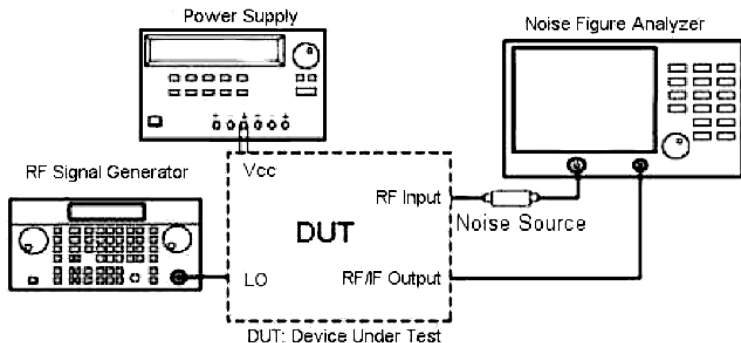 Power Supply
Noise Figure Analyzer
RF Signal Generator
Vcc
RF Input
Noise Source
DUT
LO
RF/IF Output
DUT: Device Under Test